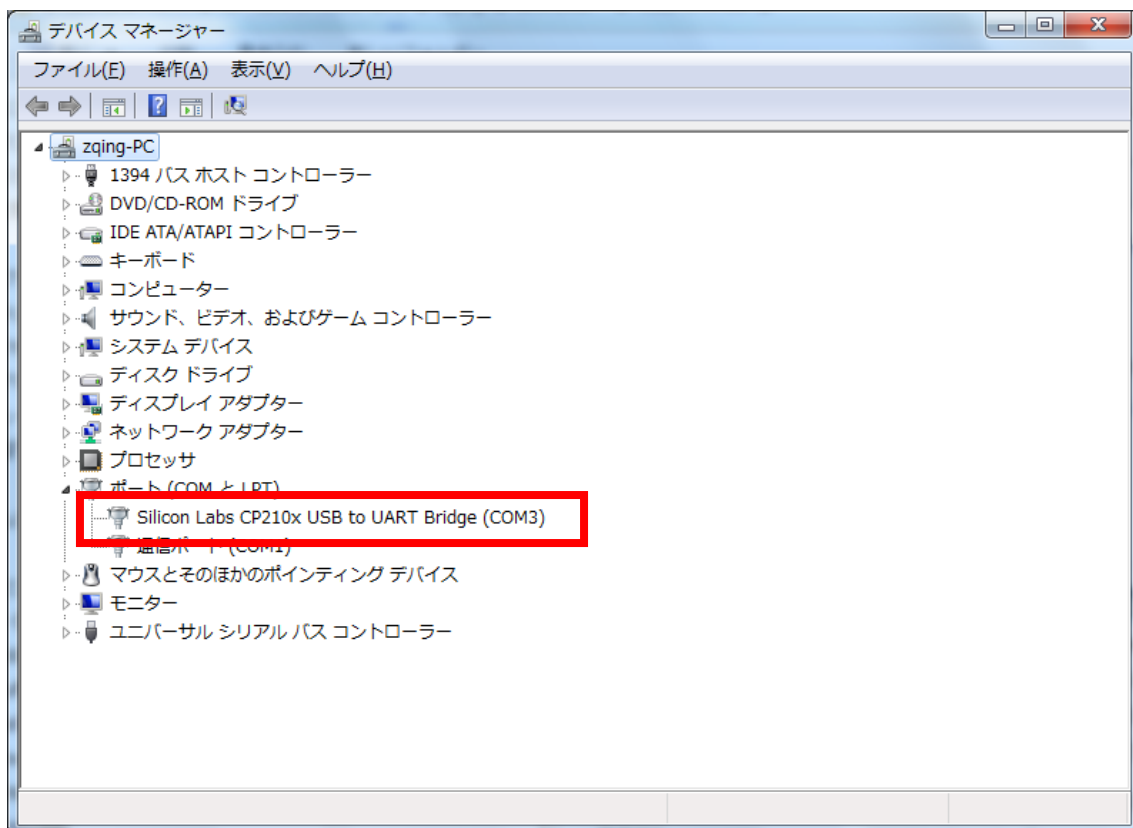 デバイス マネージャー
ファイル(F) 操作(A) 表示(V) ヘルプ(H)
zqing-PC
1394 バス ホスト コントローラー
DVD/CD-ROM ドライブ
IDE ATA/ATAPI コントローラー
キーボード
コンピューター
サウンド、ビデオ、およびゲーム コントローラー
システム デバイス
ディスク ドライブ
ディスプレイ アダプター
ネットワーク アダプター
プロセッサ
ポート (COM と LPT)
Silicon Labs CP210x USB to UART Bridge (COM3)
通信ポート (COM1)
マウスとそのほかのポインティング デバイス
モニター
ユニバーサル シリアル バス コントローラー